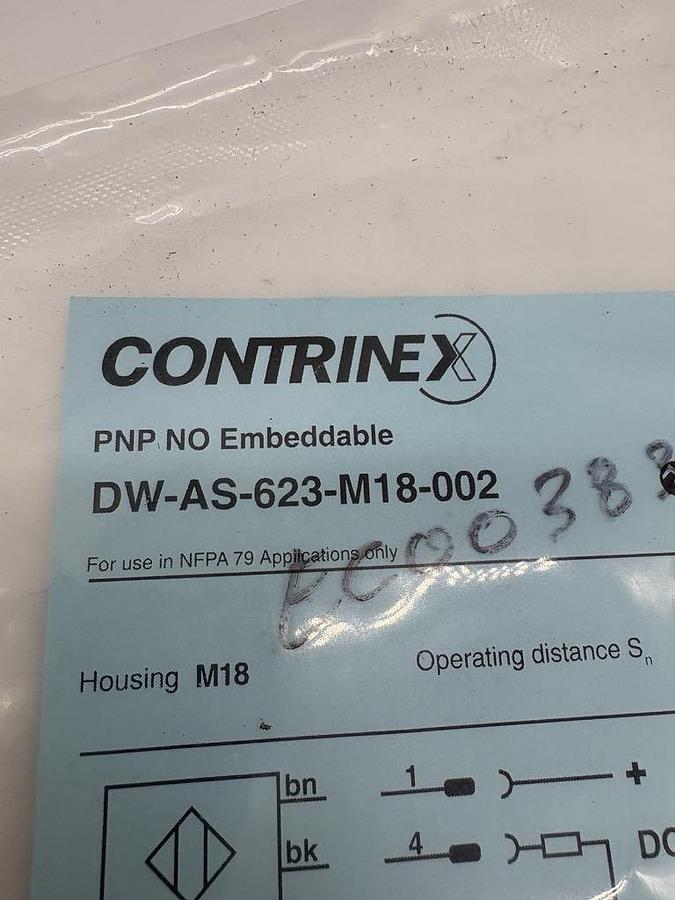 CONTRINEX
PNP NO Embeddable
DW-AS-623-M18-002
For use in NFPA 79 Applications only
Housing M18
Operating distance Sn
bn 1 +
bk 4